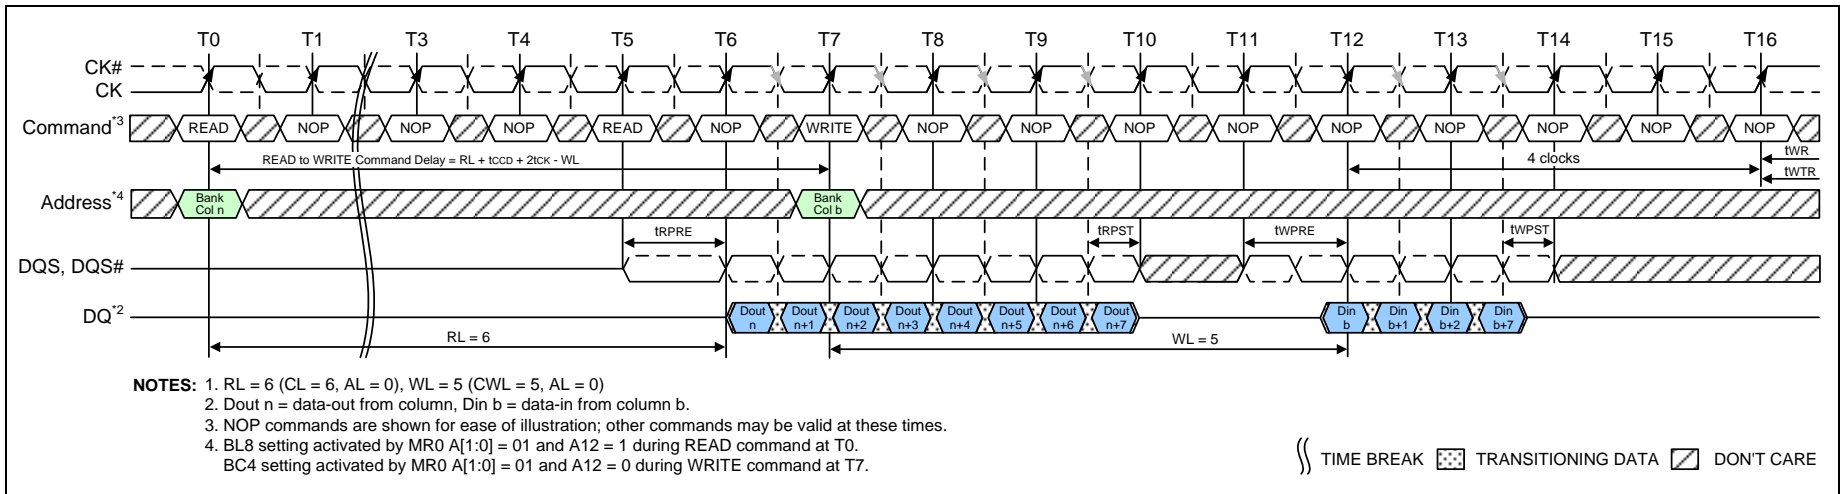 T0 T1 T3 T4 T5 T6 T7 T8 T9 T10 T11 T12 T13 T14 T15 T16
CK#
CK
Command*3 READ NOP NOP NOP READ NOP WRITE NOP NOP NOP NOP NOP NOP NOP NOP NOP
READ to WRITE Command Delay = RL + tCCD + 2tCK - WL
4 clocks
tWR
tWTR
Address*4
Bank Col n
Bank Col b
tRPRE tRPST tWPRE tWPST
DQS, DQS#
DQ*2
Dout n
Dout n+1
Dout n+2
Dout n+3
Dout n+4
Dout n+5
Dout n+6
Dout n+7
Din b
Din b+1
Din b+2
Din b+7
RL = 6
WL = 5
NOTES: 1. RL = 6 (CL = 6, AL = 0), WL = 5 (CWL = 5, AL = 0)
2. Dout n = data-out from column, Din b = data-in from column b.
3. NOP commands are shown for ease of illustration; other commands may be valid at these times.
4. BL8 setting activated by MR0 A[1:0] = 01 and A12 = 1 during READ command at T0.
BC4 setting activated by MR0 A[1:0] = 01 and A12 = 0 during WRITE command at T7.
TIME BREAK TRANSITIONING DATA DON'T CARE